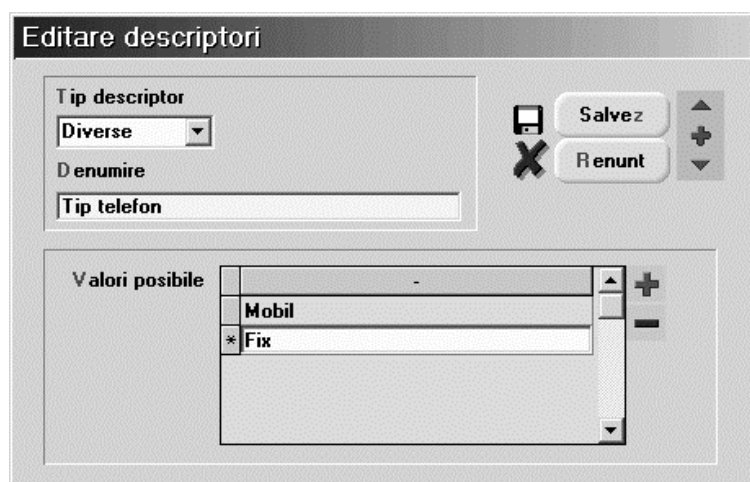 Editare descriptori
Tip descriptor
Diverse
Salvez
Renunt
Denumire
Tip telefon
Valori posibile
-
Mobil
* Fix